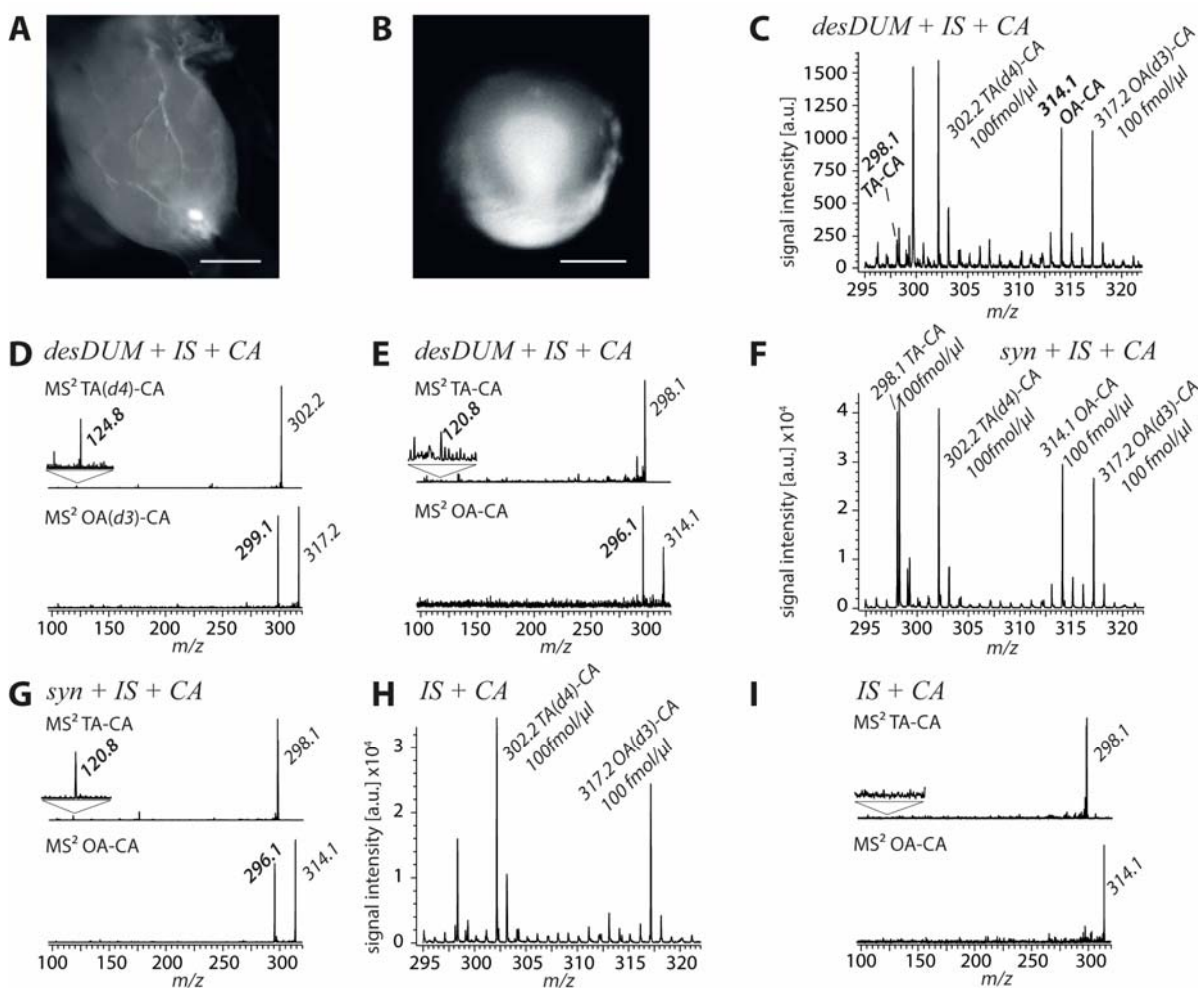 A
B
C desDUM + IS + CA
signal intensity [a.u.]
1500
1250
1000
750
500
250
0
298.1
TA-CA
302.2 TA(d4)-CA
100fmol/µl
314.1
OA-CA
317.2 OA(d3)-CA
100 fmol/µl
295 300 305 310 315 320
m/z
D desDUM + IS + CA
MS² TA(d4)-CA
124.8
302.2
MS² OA(d3)-CA
299.1
317.2
100 150 200 250 300
m/z
E desDUM + IS + CA
MS² TA-CA
120.8
298.1
MS² OA-CA
296.1
314.1
100 150 200 250 300
m/z
F syn + IS + CA
signal intensity [a.u.] x10⁴
4
3
2
1
0
298.1 TA-CA
/100fmol/µl
302.2 TA(d4)-CA
100fmol/µl
314.1 OA-CA
100 fmol/µl
317.2 OA(d3)-CA
100 fmol/µl
295 300 305 310 315 320
m/z
G syn + IS + CA
MS² TA-CA
120.8
298.1
MS² OA-CA
296.1
314.1
100 150 200 250 300
m/z
H IS + CA
signal intensity [a.u.] x10⁴
3
2
1
0
302.2 TA(d4)-CA
100fmol/µl
317.2 OA(d3)-CA
100 fmol/µl
295 300 305 310 315 320
m/z
I IS + CA
MS² TA-CA
298.1
MS² OA-CA
314.1
100 150 200 250 300
m/z